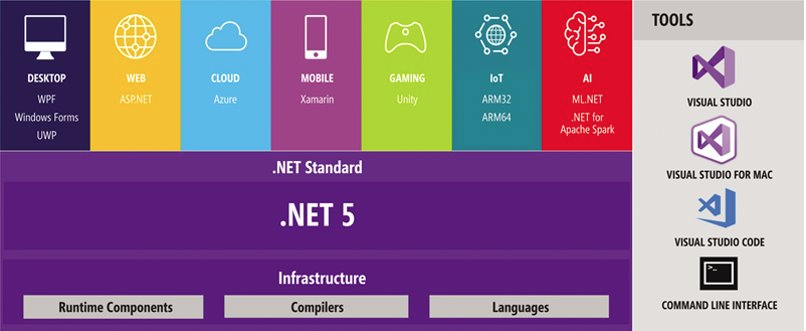 DESKTOP
WPF
Windows Forms
UWP
WEB
ASP.NET
CLOUD
Azure
MOBILE
Xamarin
GAMING
Unity
IoT
ARM32
ARM64
AI
ML.NET
.NET for
Apache Spark
.NET Standard
.NET 5
Infrastructure
Runtime Components
Compilers
Languages
TOOLS
VISUAL STUDIO
VISUAL STUDIO FOR MAC
VISUAL STUDIO CODE
>_
COMMAND LINE INTERFACE